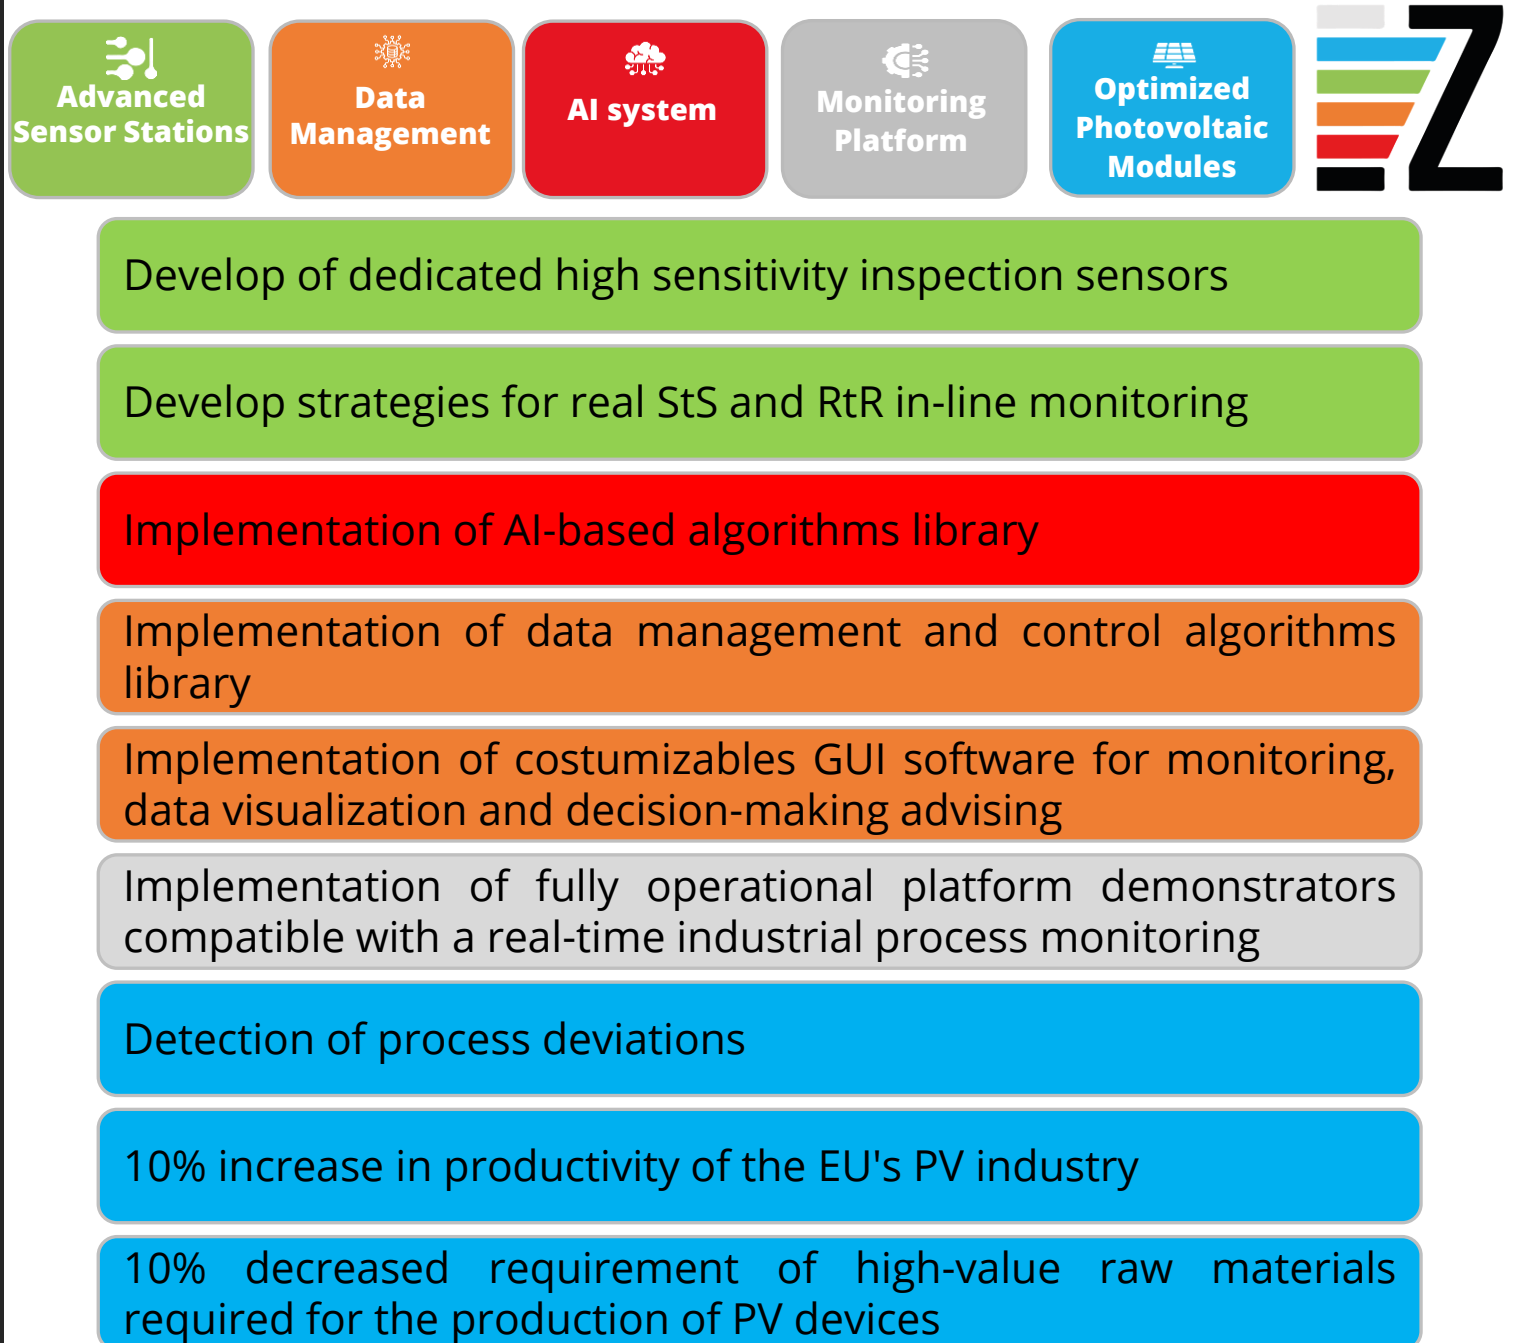 Advanced
Sensor Stations
Data
Management
AI system
Monitoring
Platform
Optimized
Photovoltaic
Modules
Z
Develop of dedicated high sensitivity inspection sensors
Develop strategies for real StS and RtR in-line monitoring
Implementation of AI-based algorithms library
Implementation of data management and control algorithms
library
Implementation of costumizables GUI software for monitoring,
data visualization and decision-making advising
Implementation of fully operational platform demonstrators
compatible with a real-time industrial process monitoring
Detection of process deviations
10% increase in productivity of the EU's PV industry
10% decreased requirement of high-value raw materials
required for the production of PV devices